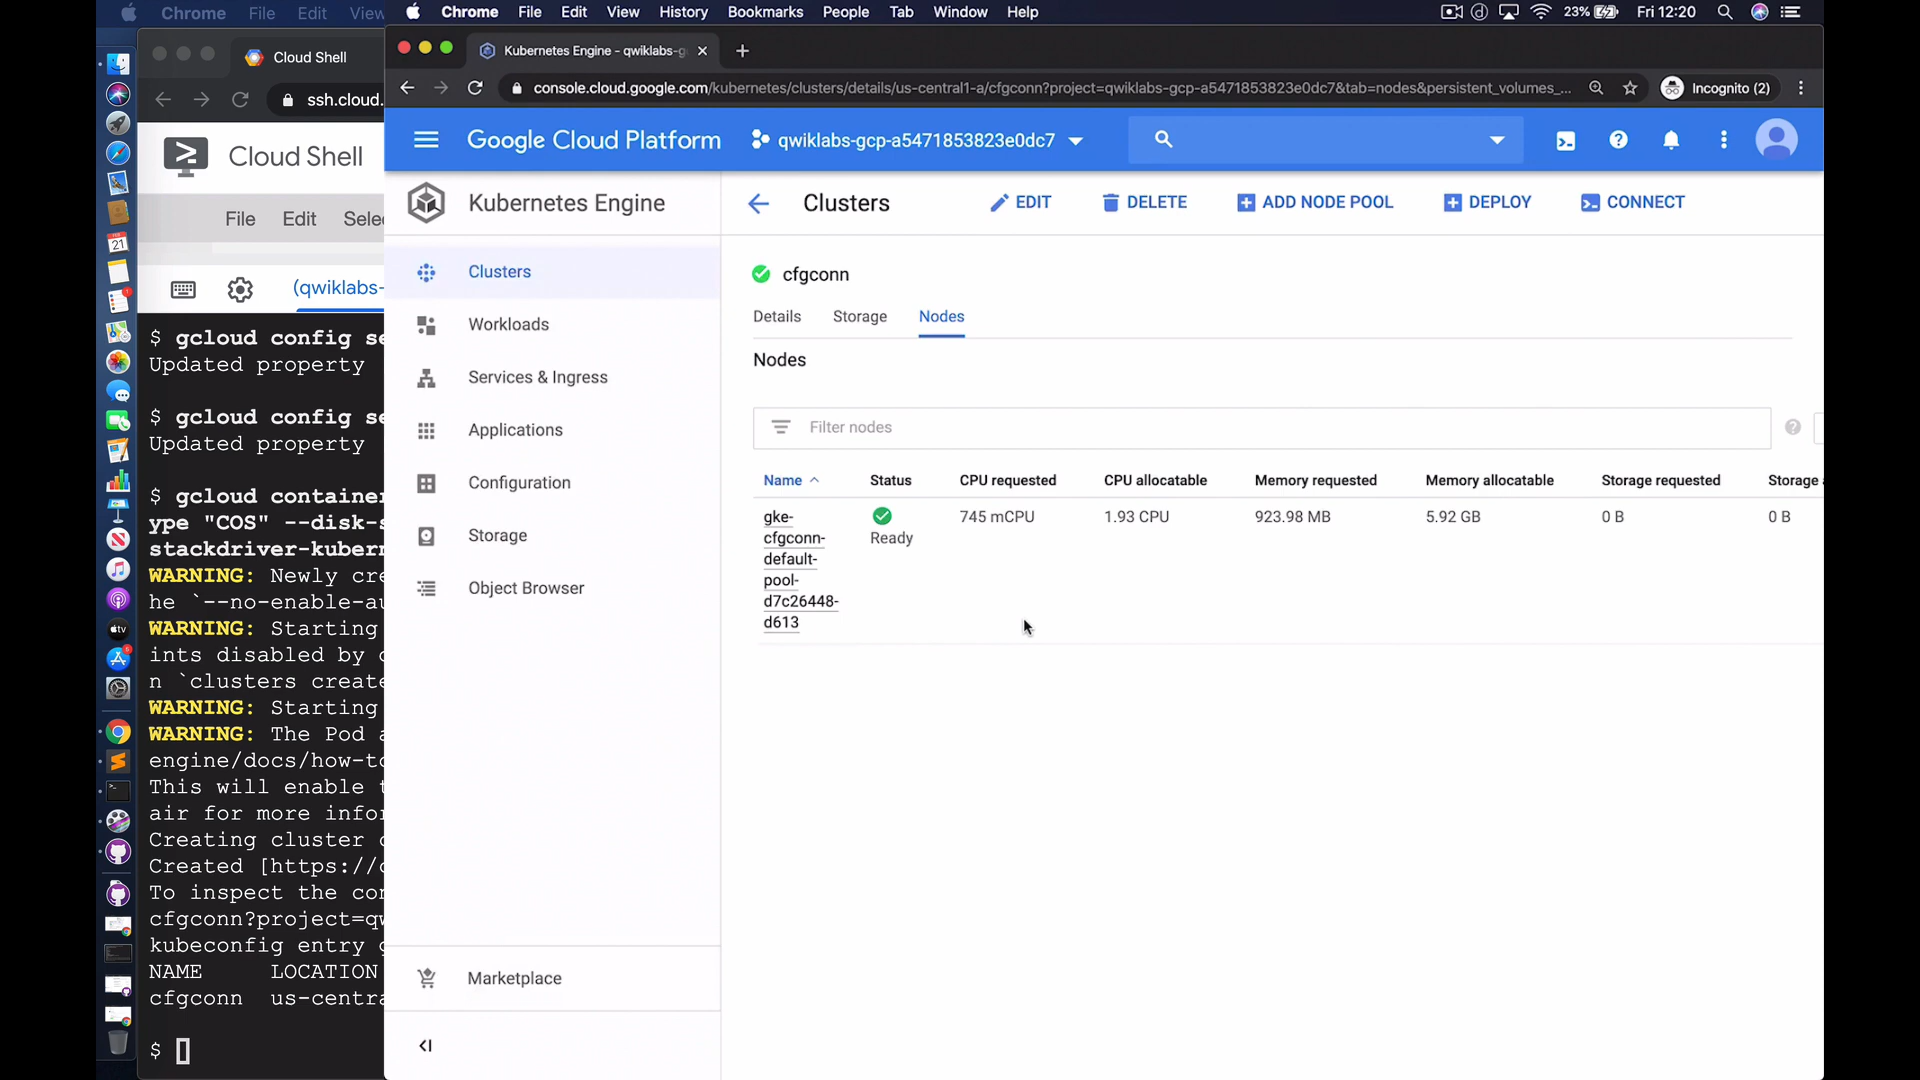 Chrome File Edit View
Chrome File Edit View History Bookmarks People Tab Window Help
23% Fri 12:20
Cloud Shell
ssh.cloud.
Cloud Shell
File Edit
(qwiklabs-
$ gcloud config se
Updated property
$ gcloud config se
Updated property
$ gcloud container
ype "COS" --disk-s
stackdriver-kubern
WARNING: Newly cre
he `--no-enable-au
WARNING: Starting
ints disabled by d
n `clusters create
WARNING: Starting
WARNING: The Pod a
engine/docs/how-to
This will enable t
air for more infor
Creating cluster c
Created [https://c
To inspect the con
cfgconn?project=qw
kubeconfig entry g
NAME LOCATION
cfgconn us-centra
$
Kubernetes Engine - qwiklabs-g
console.cloud.google.com/kubernetes/clusters/details/us-central1-a/cfgconn?project=qwiklabs-gcp-a5471853823e0dc7&tab=nodes&persistent_volumes_...
Incognito (2)
Google Cloud Platform
qwiklabs-gcp-a5471853823e0dc7
Kubernetes Engine
Clusters
Workloads
Services & Ingress
Applications
Configuration
Storage
Object Browser
Marketplace
Clusters
EDIT DELETE ADD NODE POOL DEPLOY CONNECT
cfgconn
Details Storage Nodes
Nodes
Filter nodes
Name Status CPU requested CPU allocatable Memory requested Memory allocatable Storage requested Storage
gke-cfgconn-default-pool-d7c26448-d613
Ready
745 mCPU 1.93 CPU 923.98 MB 5.92 GB 0 B 0 B